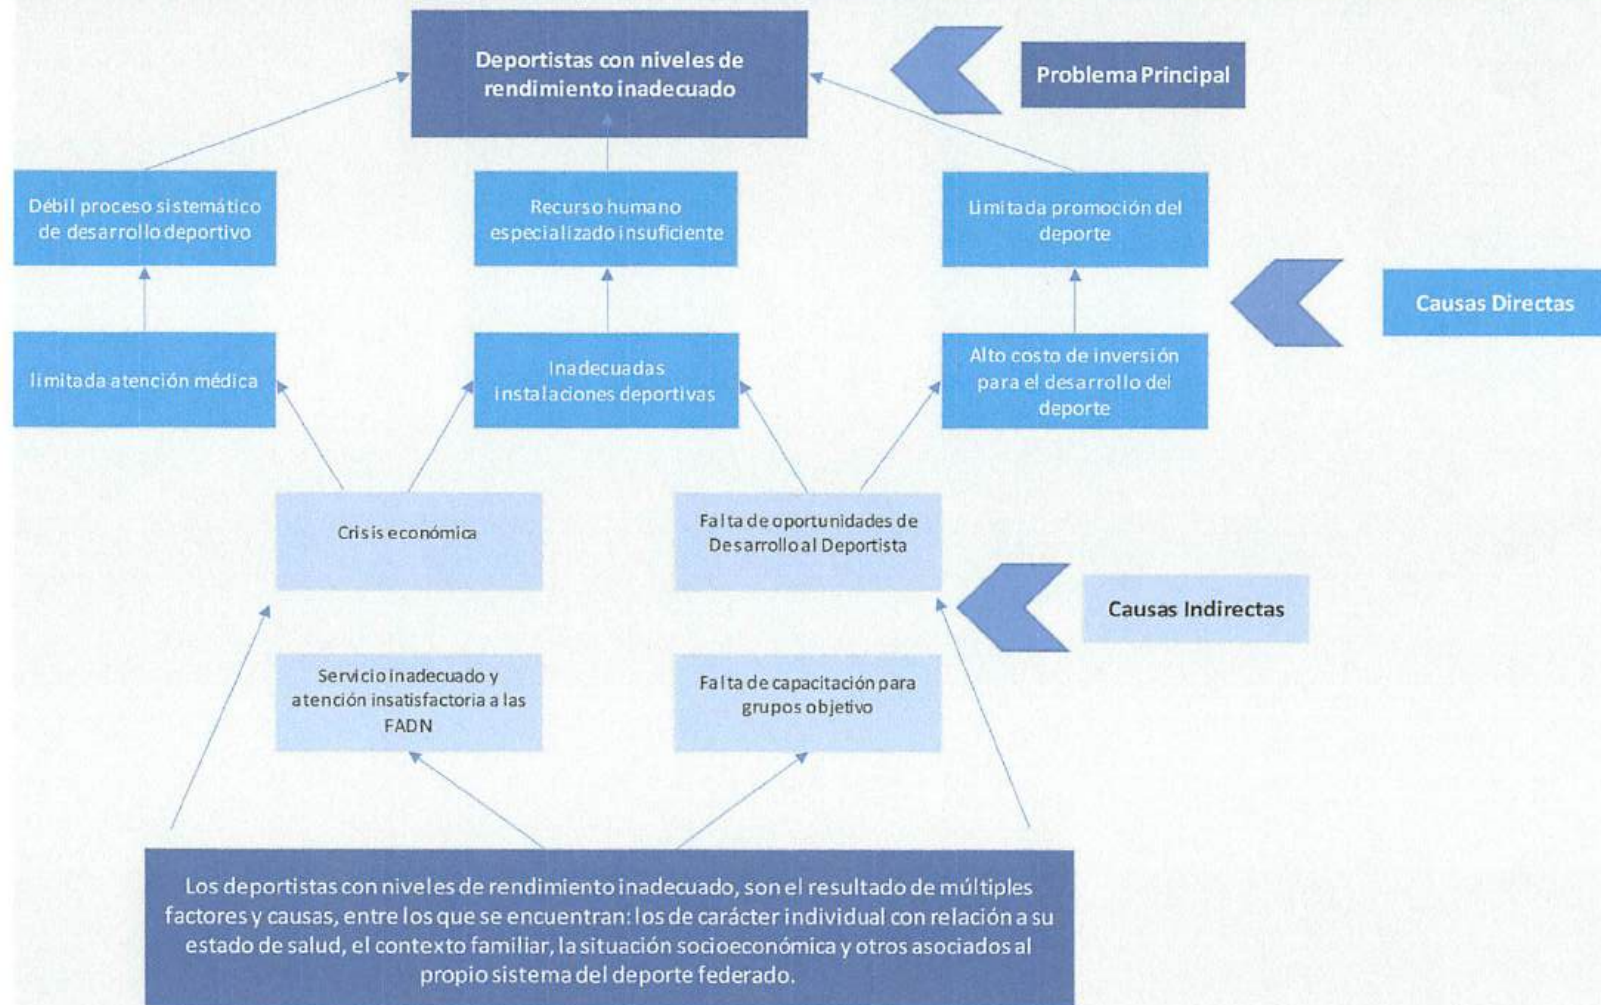 Deportistas con niveles de
rendimiento inadecuado
Problema Principal
Débil proceso sistemático
de desarrollo deportivo
Recurso humano
especializado insuficiente
Limitada promoción del
deporte
Causas Directas
limitada atención médica
Inadecuadas
instalaciones deportivas
Alto costo de inversión
para el desarrollo del
deporte
Crisis económica
Falta de oportunidades de
Desarrollo al Deportista
Causas Indirectas
Servicio inadecuado y
atención insatisfactoria a las
FADN
Falta de capacitación para
grupos objetivo
Los deportistas con niveles de rendimiento inadecuado, son el resultado de múltiples
factores y causas, entre los que se encuentran: los de carácter individual con relación a su
estado de salud, el contexto familiar, la situación socioeconómica y otros asociados al
propio sistema del deporte federado.